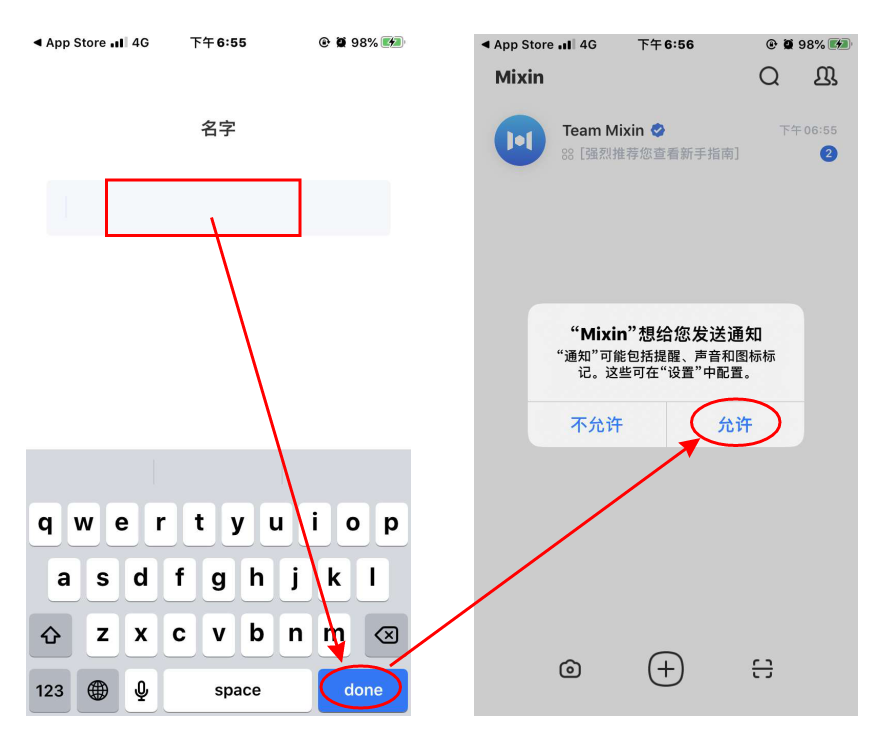 ◀ App Store 4G 下午6:55 98%
名字
q w e r t y u i o p
a s d f g h j k l
z x c v b n m
123 space done
◀ App Store 4G 下午6:56 98%
Mixin
Team Mixin 下午06:55
[强烈推荐您查看新手指南] 2
“Mixin”想给您发送通知
“通知”可能包括提醒、声音和图标标
记。这些可在“设置”中配置。
不允许 允许